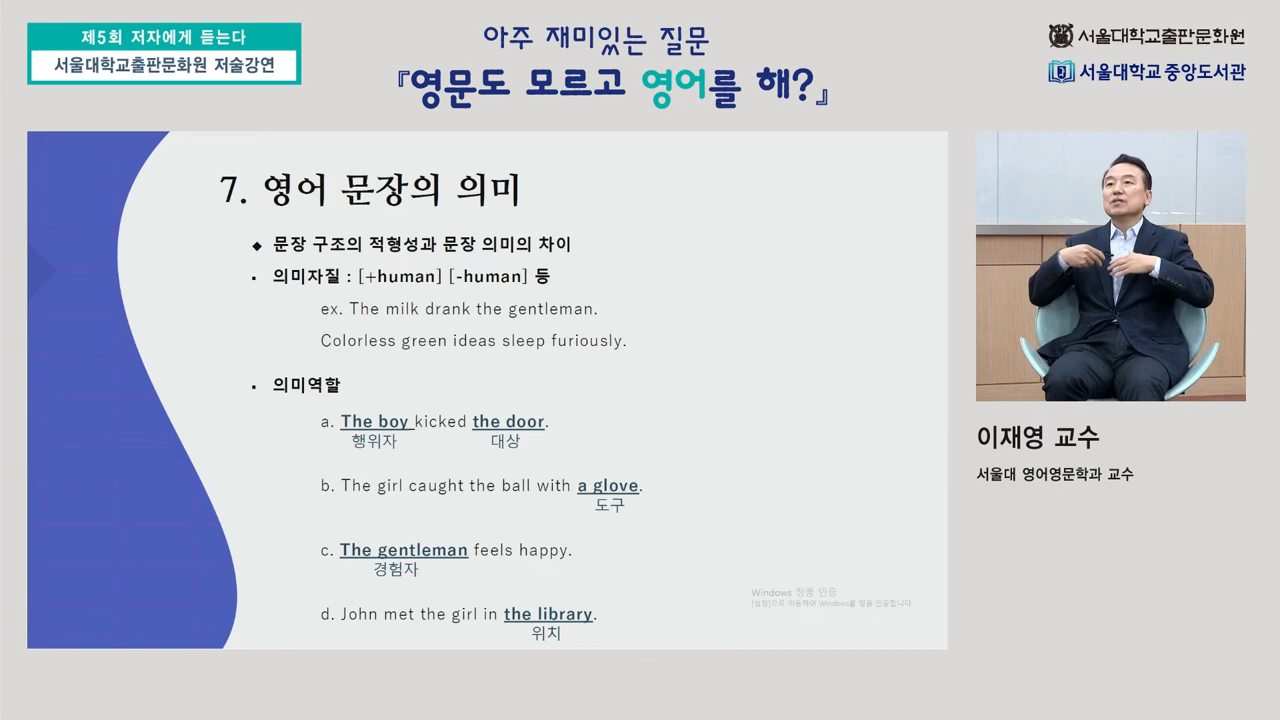 제5회 저자에게 듣는다
서울대학교출판문화원 저술강연
아주 재미있는 질문
『영문도 모르고 영어를 해?』
서울대학교출판문화원
서울대학교 중앙도서관
7. 영어 문장의 의미
◆ 문장 구조의 적형성과 문장 의미의 차이
▪ 의미자질 : [+human] [-human] 등
ex. The milk drank the gentleman.
Colorless green ideas sleep furiously.
▪ 의미역할
a. The boy kicked the door.
행위자 대상
b. The girl caught the ball with a glove.
도구
c. The gentleman feels happy.
경험자
d. John met the girl in the library.
위치
Windows 정품 인증
[설정]으로 이동하여 Windows를 정품 인증합니다.
이재영 교수
서울대 영어영문학과 교수